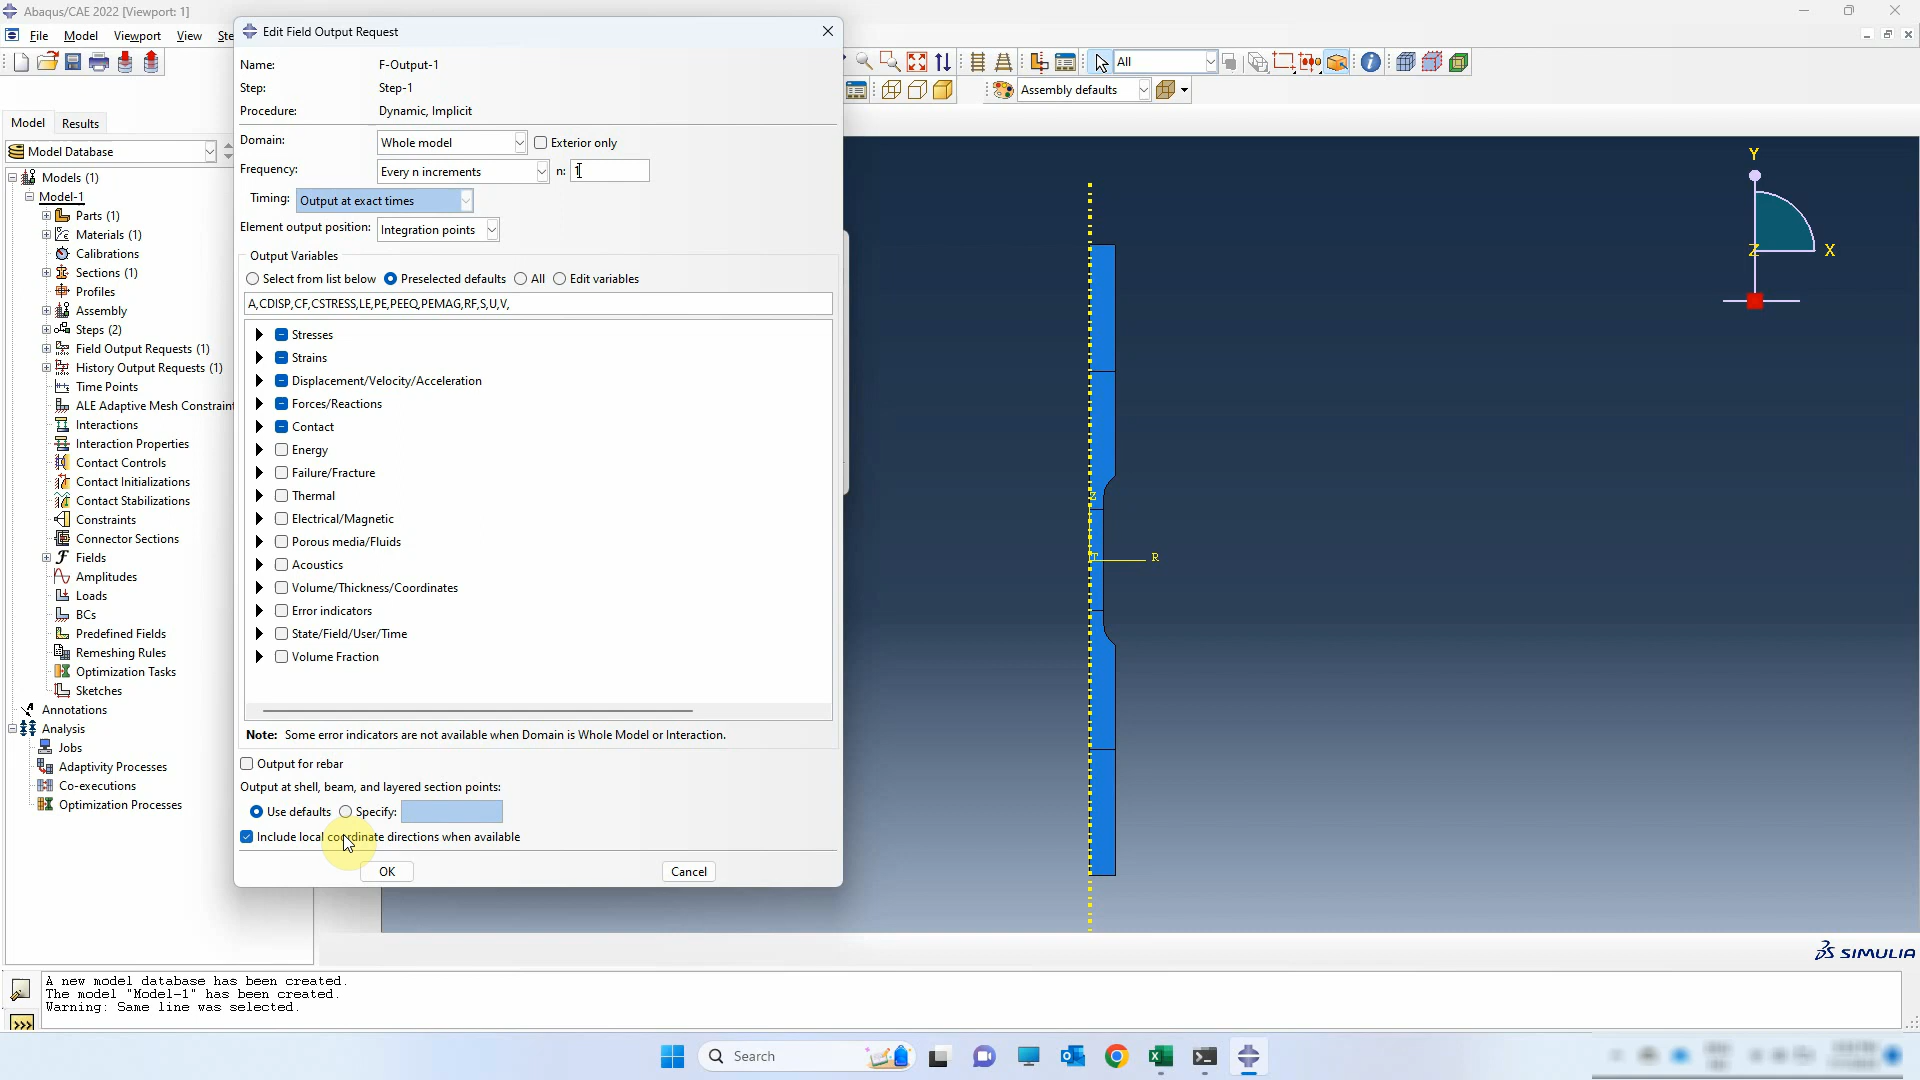 Abaqus/CAE 2022 [Viewport: 1]
File Model Viewport View Ste
All
Assembly defaults
Model Results
Model Database
Models (1)
Model-1
Parts (1)
Materials (1)
Calibrations
Sections (1)
Profiles
Assembly
Steps (2)
Field Output Requests (1)
History Output Requests (1)
Time Points
ALE Adaptive Mesh Constraint
Interactions
Interaction Properties
Contact Controls
Contact Initializations
Contact Stabilizations
Constraints
Connector Sections
Fields
Amplitudes
Loads
BCs
Predefined Fields
Remeshing Rules
Optimization Tasks
Sketches
Annotations
Analysis
Jobs
Adaptivity Processes
Co-executions
Optimization Processes
Edit Field Output Request
Name: F-Output-1
Step: Step-1
Procedure: Dynamic, Implicit
Domain: Whole model Exterior only
Frequency: Every n increments n: 1
Timing: Output at exact times
Element output position: Integration points
Output Variables
Select from list below Preselected defaults All Edit variables
A,CDISP,CF,CSTRESS,LE,PE,PEEQ,PEMAG,RF,S,U,V,
Stresses
Strains
Displacement/Velocity/Acceleration
Forces/Reactions
Contact
Energy
Failure/Fracture
Thermal
Electrical/Magnetic
Porous media/Fluids
Acoustics
Volume/Thickness/Coordinates
Error indicators
State/Field/User/Time
Volume Fraction
Note: Some error indicators are not available when Domain is Whole Model or Interaction.
Output for rebar
Output at shell, beam, and layered section points:
Use defaults Specify:
Include local coordinate directions when available
OK Cancel
Y
Z X
Z
T R
SIMULIA
A new model database has been created.
The model "Model-1" has been created.
Warning: Same line was selected.
>>>
Search